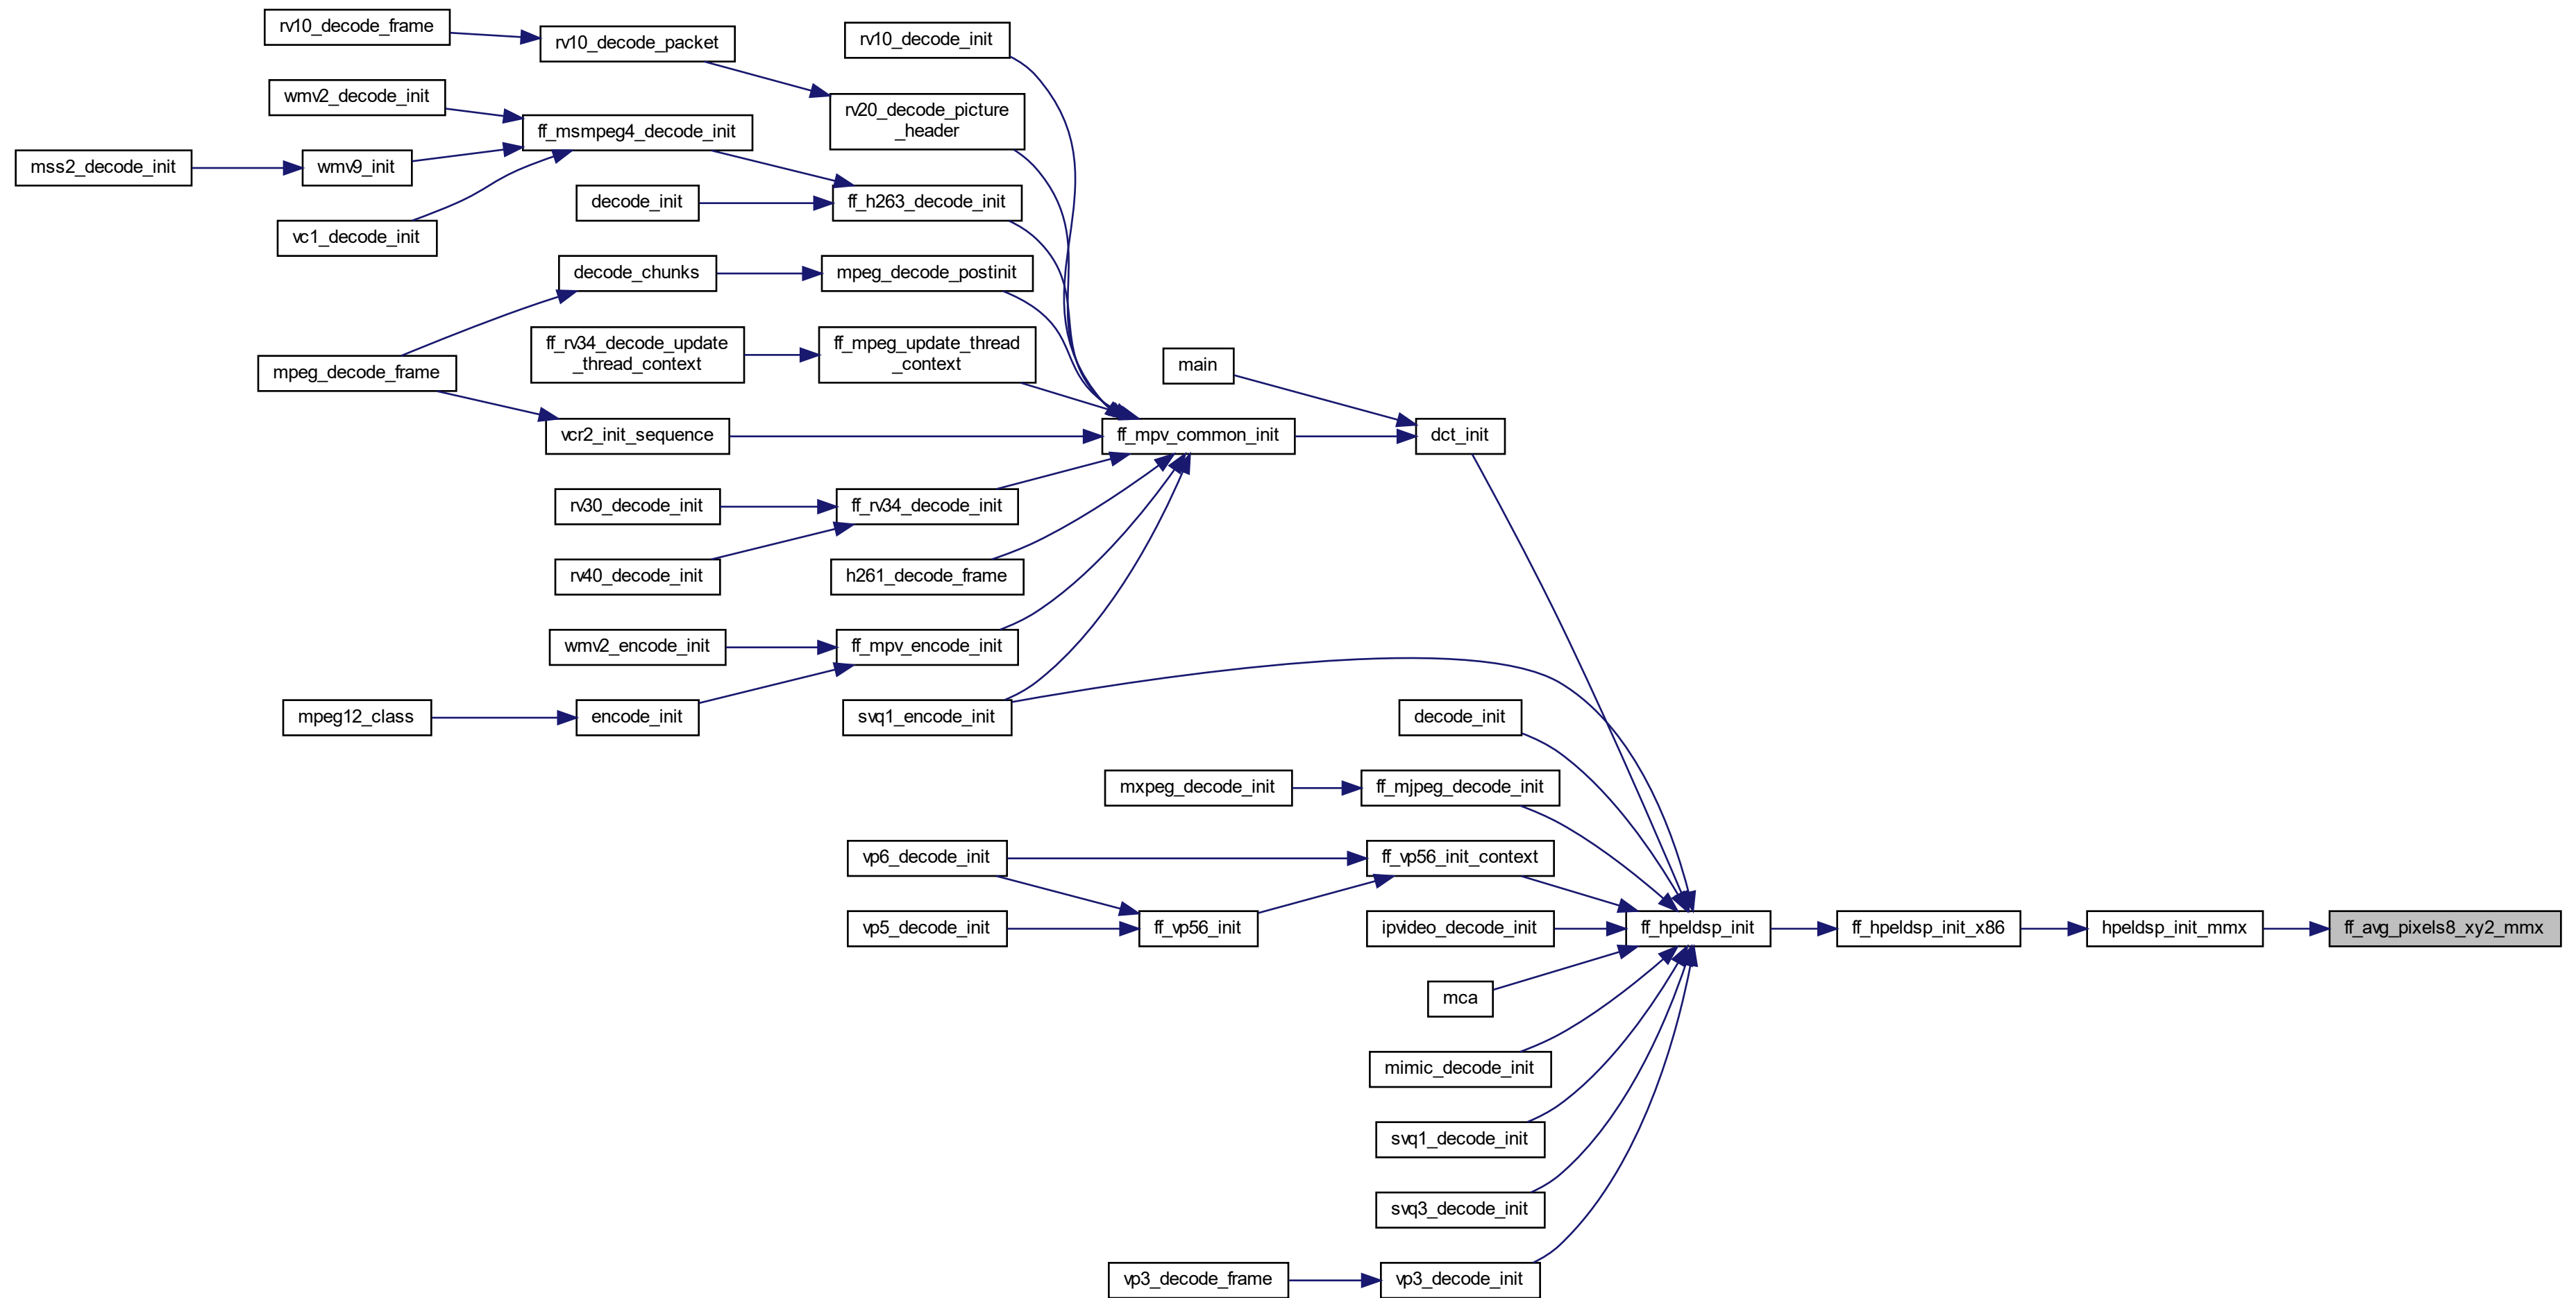 rv10_decode_frame
rv10_decode_packet
rv10_decode_init
wmv2_decode_init
rv20_decode_picture
_header
ff_msmpeg4_decode_init
mss2_decode_init
wmv9_init
decode_init
ff_h263_decode_init
vc1_decode_init
decode_chunks
mpeg_decode_postinit
ff_rv34_decode_update
_thread_context
ff_mpeg_update_thread
_context
main
mpeg_decode_frame
vcr2_init_sequence
ff_mpv_common_init
dct_init
rv30_decode_init
ff_rv34_decode_init
rv40_decode_init
h261_decode_frame
wmv2_encode_init
ff_mpv_encode_init
mpeg12_class
encode_init
svq1_encode_init
decode_init
mxpeg_decode_init
ff_mjpeg_decode_init
vp6_decode_init
ff_vp56_init_context
vp5_decode_init
ff_vp56_init
ipvideo_decode_init
ff_hpeldsp_init
ff_hpeldsp_init_x86
hpeldsp_init_mmx
ff_avg_pixels8_xy2_mmx
mca
mimic_decode_init
svq1_decode_init
svq3_decode_init
vp3_decode_frame
vp3_decode_init